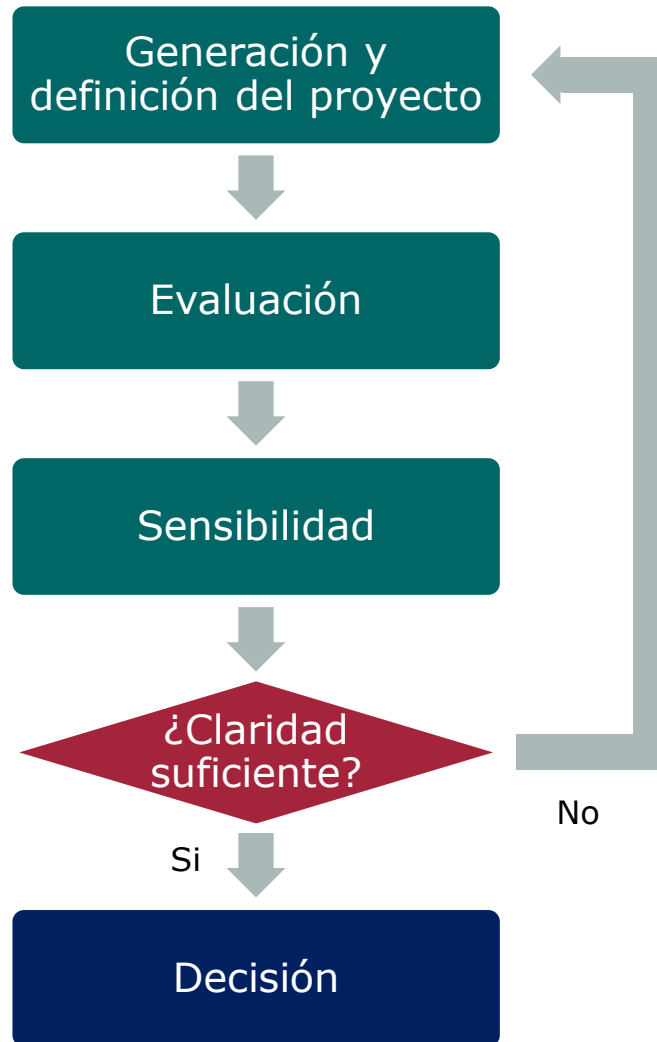 Generación y
definición del proyecto
Evaluación
Sensibilidad
¿Claridad
suficiente?
No
Si
Decisión